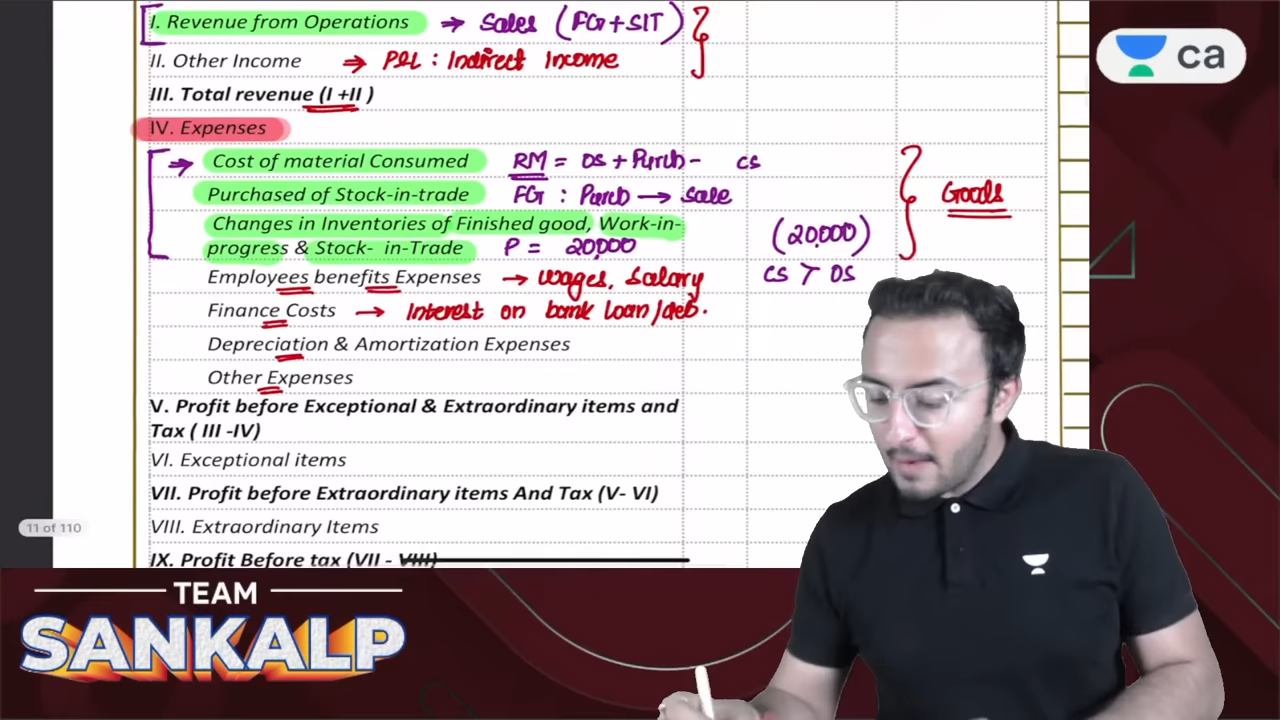 I. Revenue from Operations → Sales (FG+SIT)
II. Other Income → P&L : Indirect Income
III. Total revenue (I +II )
IV. Expenses
→ Cost of material Consumed RM = OS + Purch - CS
Purchased of Stock-in-trade FG : Purch → Sale
Goods
Changes in Inventories of Finished good, Work-in-
progress & Stock- in-Trade P = 20,000 (20,000)
Employees benefits Expenses → Wages, Salary CS > OS
Finance Costs → Interest on bank Loan/deb.
Depreciation & Amortization Expenses
Other Expenses
V. Profit before Exceptional & Extraordinary items and
Tax ( III -IV)
VI. Exceptional items
VII. Profit before Extraordinary items And Tax (V- VI)
VIII. Extraordinary Items
IX. Profit Before tax (VII - VIII)
11 of 110
ca
TEAM
SANKALP